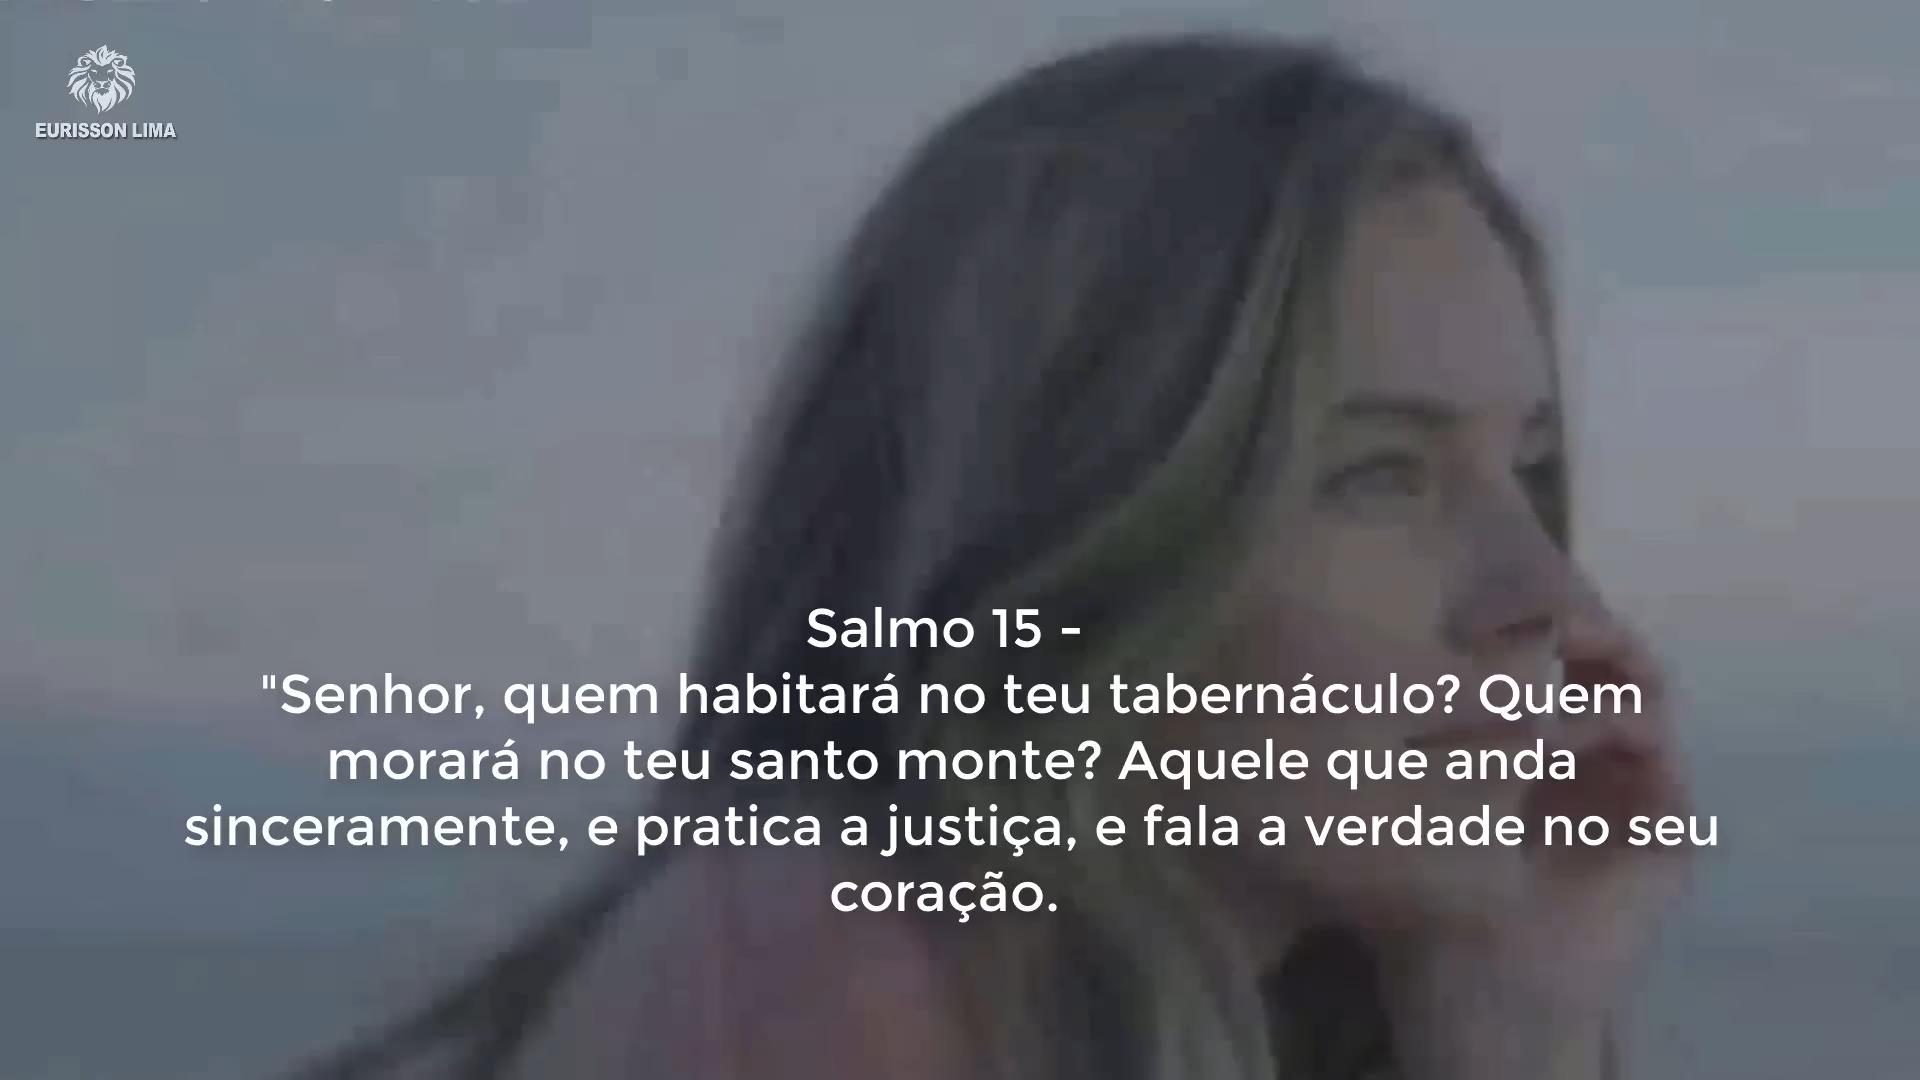 EURISSON LIMA
Salmo 15 -
"Senhor, quem habitará no teu tabernáculo? Quem
morará no teu santo monte? Aquele que anda
sinceramente, e pratica a justiça, e fala a verdade no seu
coração.